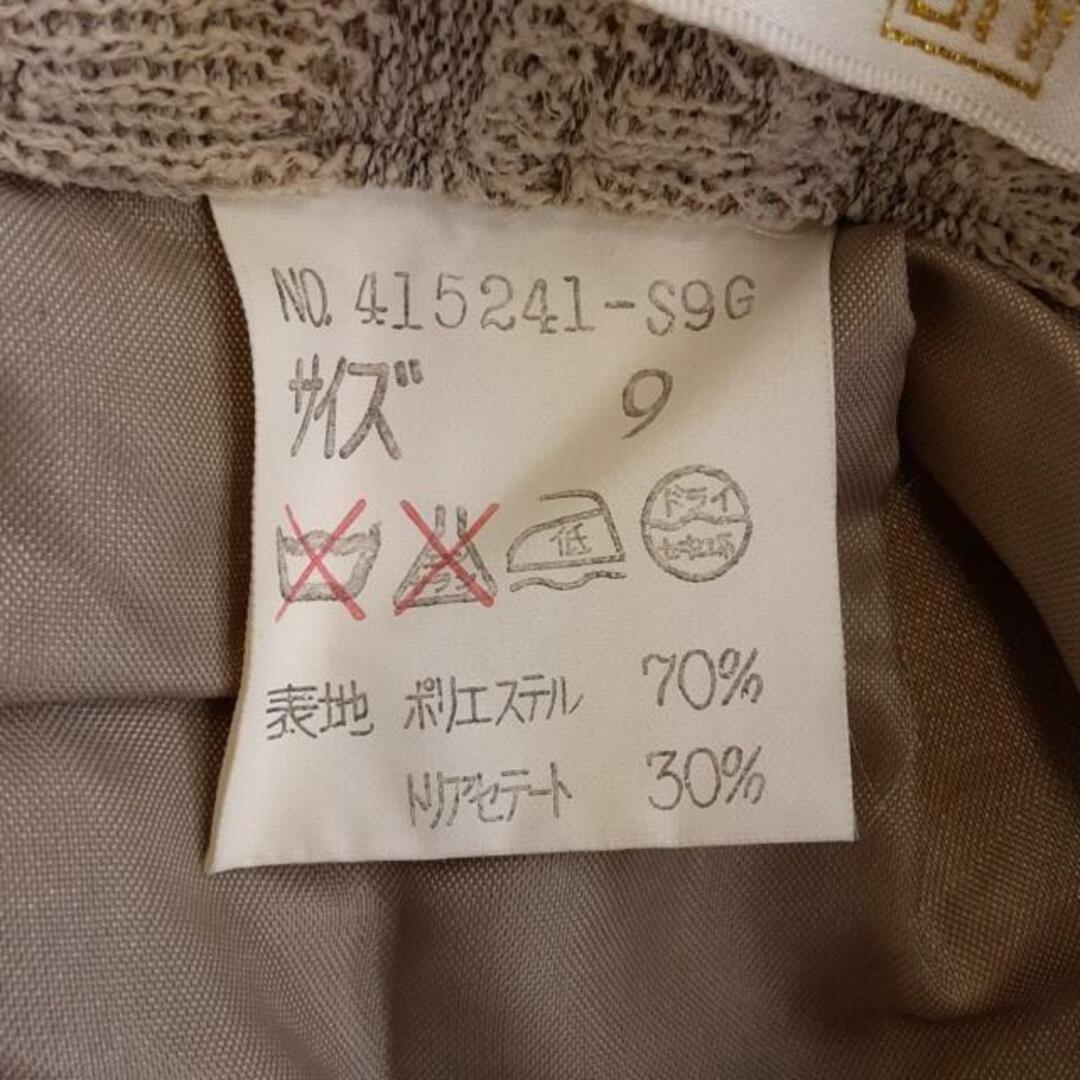 NO. 415241-S9G
サイズ 9
低 ドライ
セキユ系
表地 ポリエステル 70%
トリアセテート 30%